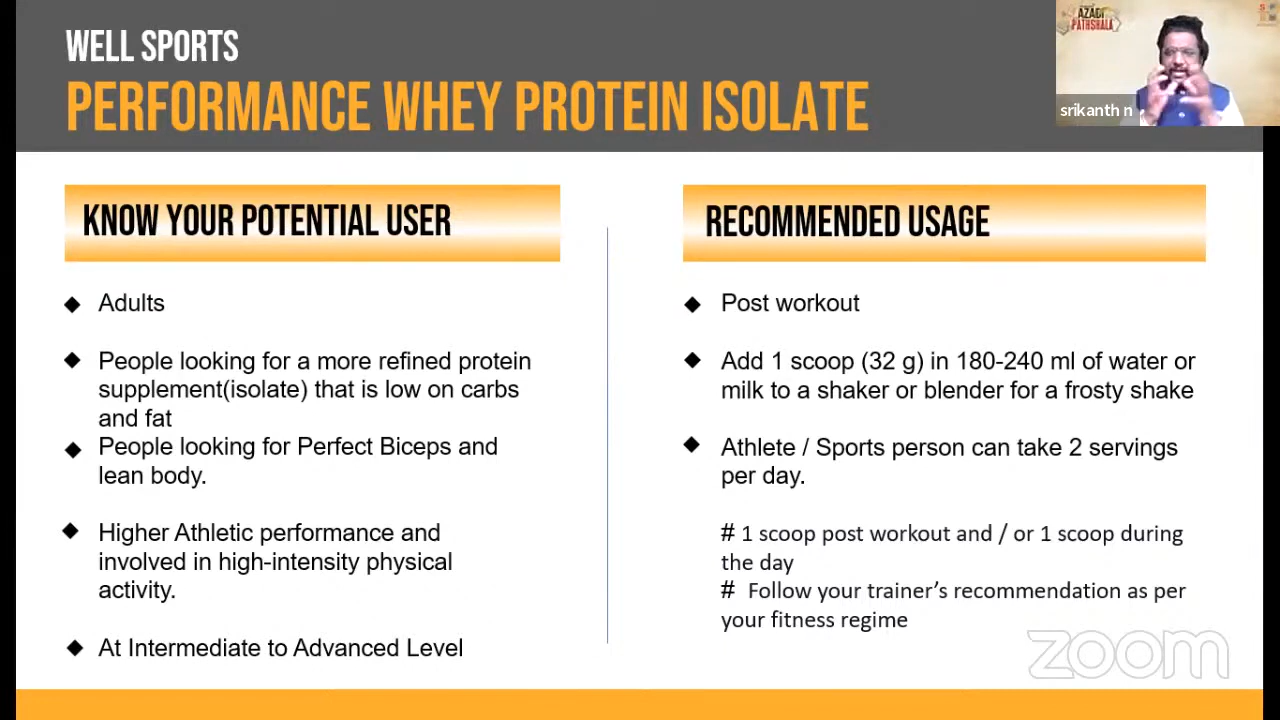 WELL SPORTS
PERFORMANCE WHEY PROTEIN ISOLATE
AZADI
PATHSHALA
srikanth n
KNOW YOUR POTENTIAL USER
◆ Adults
◆ People looking for a more refined protein
supplement(isolate) that is low on carbs
and fat
◆ People looking for Perfect Biceps and
lean body.
◆ Higher Athletic performance and
involved in high-intensity physical
activity.
◆ At Intermediate to Advanced Level
RECOMMENDED USAGE
◆ Post workout
◆ Add 1 scoop (32 g) in 180-240 ml of water or
milk to a shaker or blender for a frosty shake
◆ Athlete / Sports person can take 2 servings
per day.
# 1 scoop post workout and / or 1 scoop during
the day
# Follow your trainer’s recommendation as per
your fitness regime
zoom